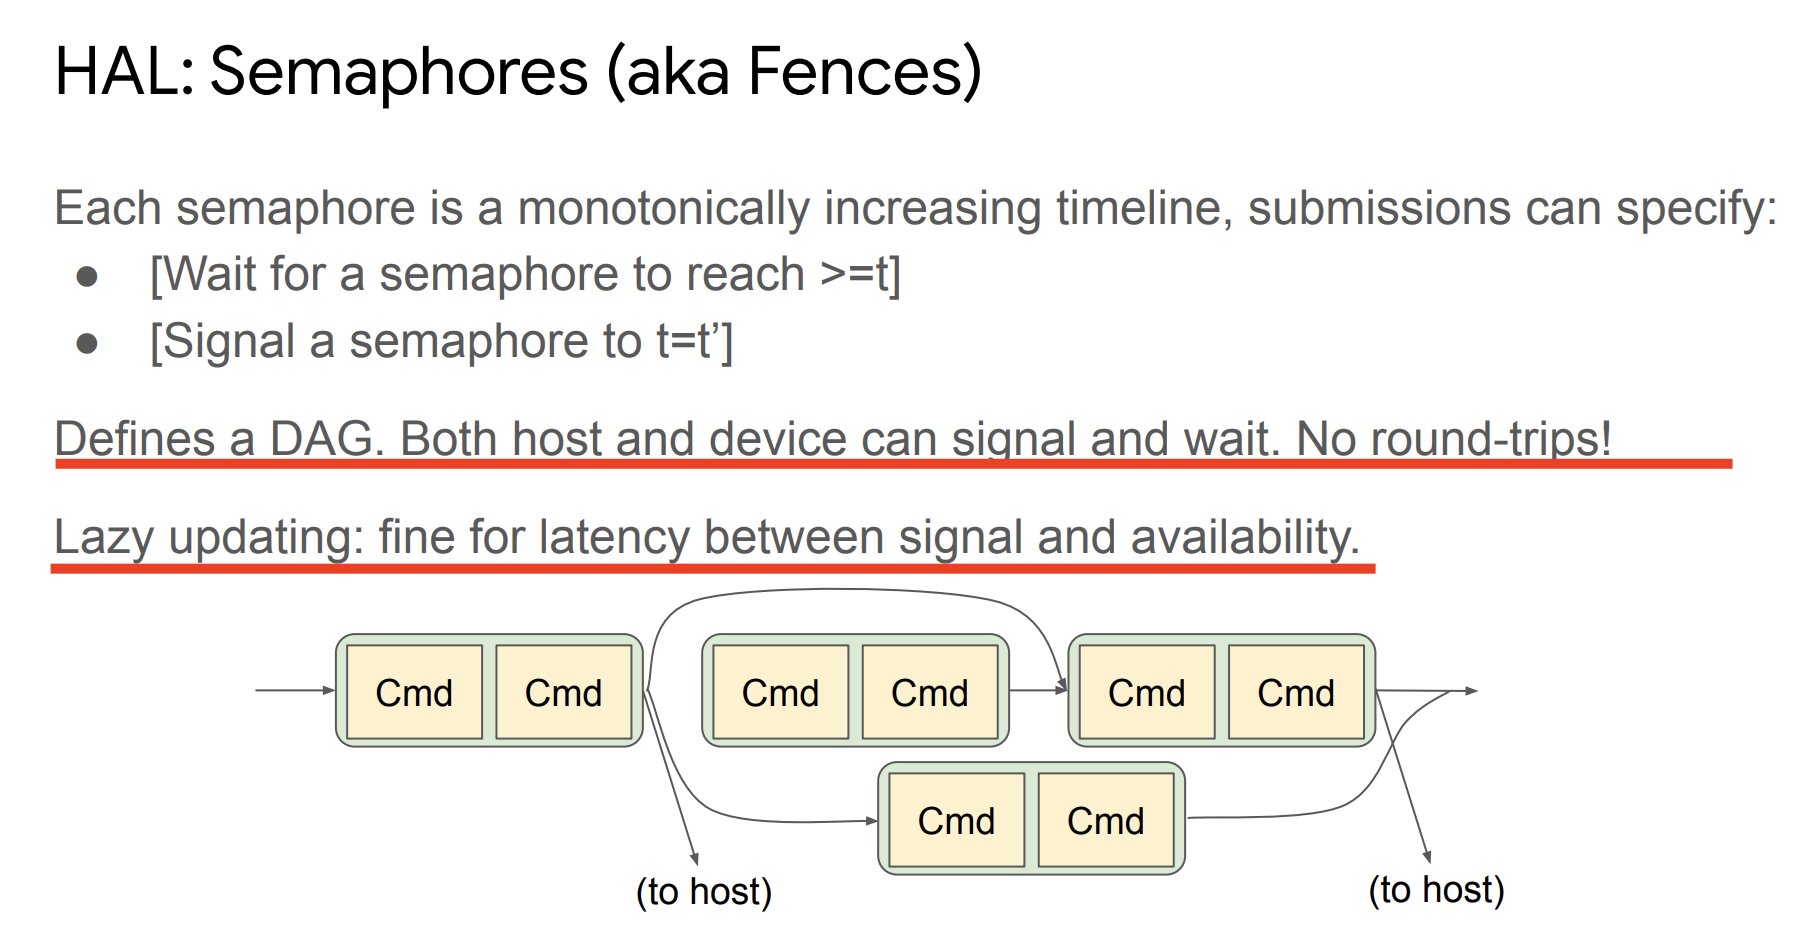 HAL: Semaphores (aka Fences)
Each semaphore is a monotonically increasing timeline, submissions can specify:
● [Wait for a semaphore to reach >=t]
● [Signal a semaphore to t=t’]
Defines a DAG. Both host and device can signal and wait. No round-trips!
Lazy updating: fine for latency between signal and availability.
Cmd Cmd Cmd Cmd Cmd Cmd
Cmd Cmd
(to host) (to host)